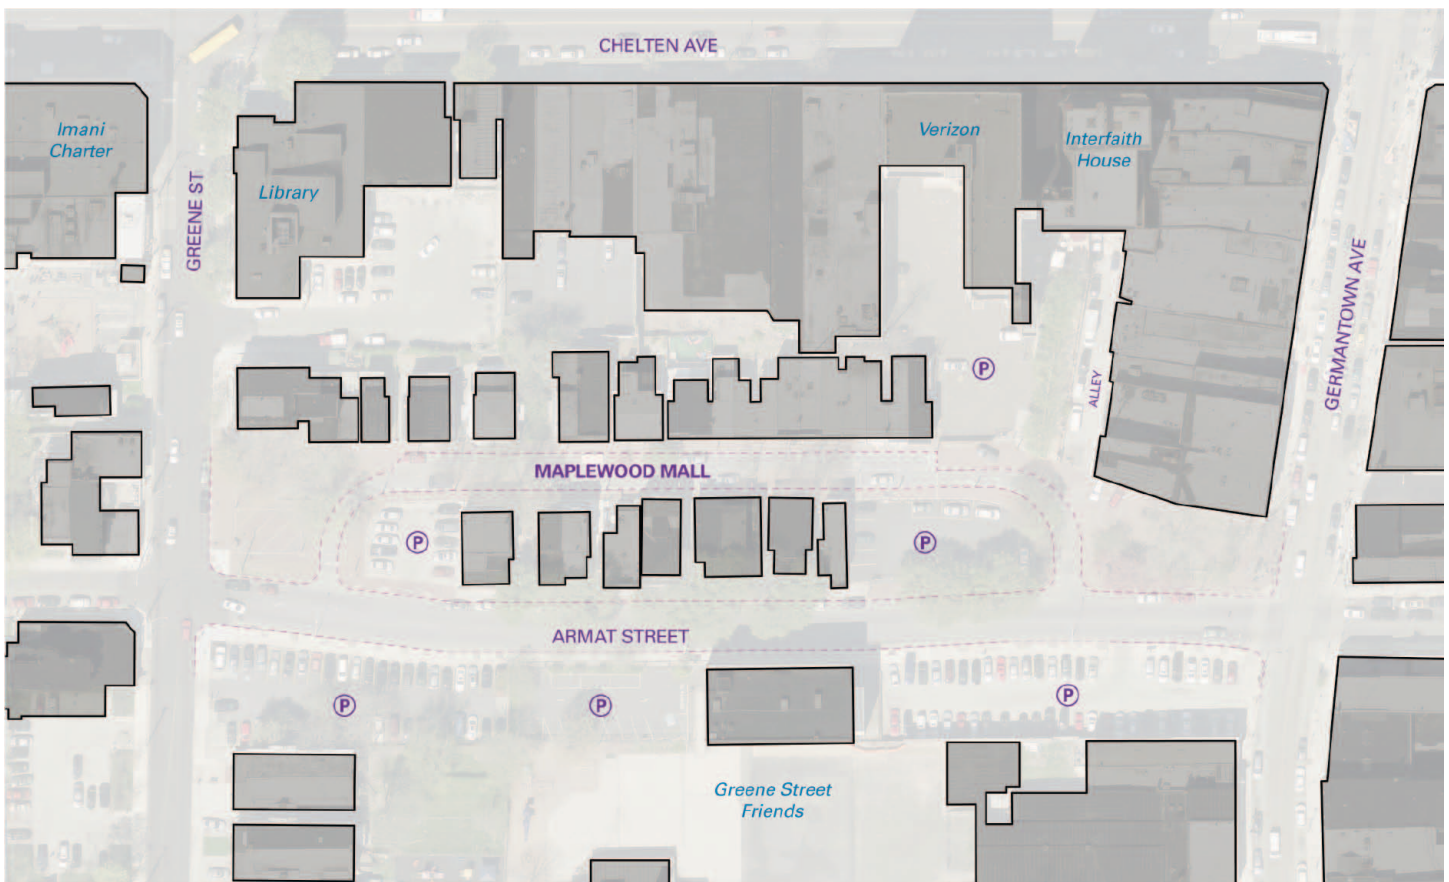 CHELTEN AVE
Imani
Charter
Verizon
Interfaith
House
Library
GREENE ST
GERMANTOWN AVE
P
ALLEY
MAPLEWOOD MALL
P
P
ARMAT STREET
P
P
P
Greene Street
Friends